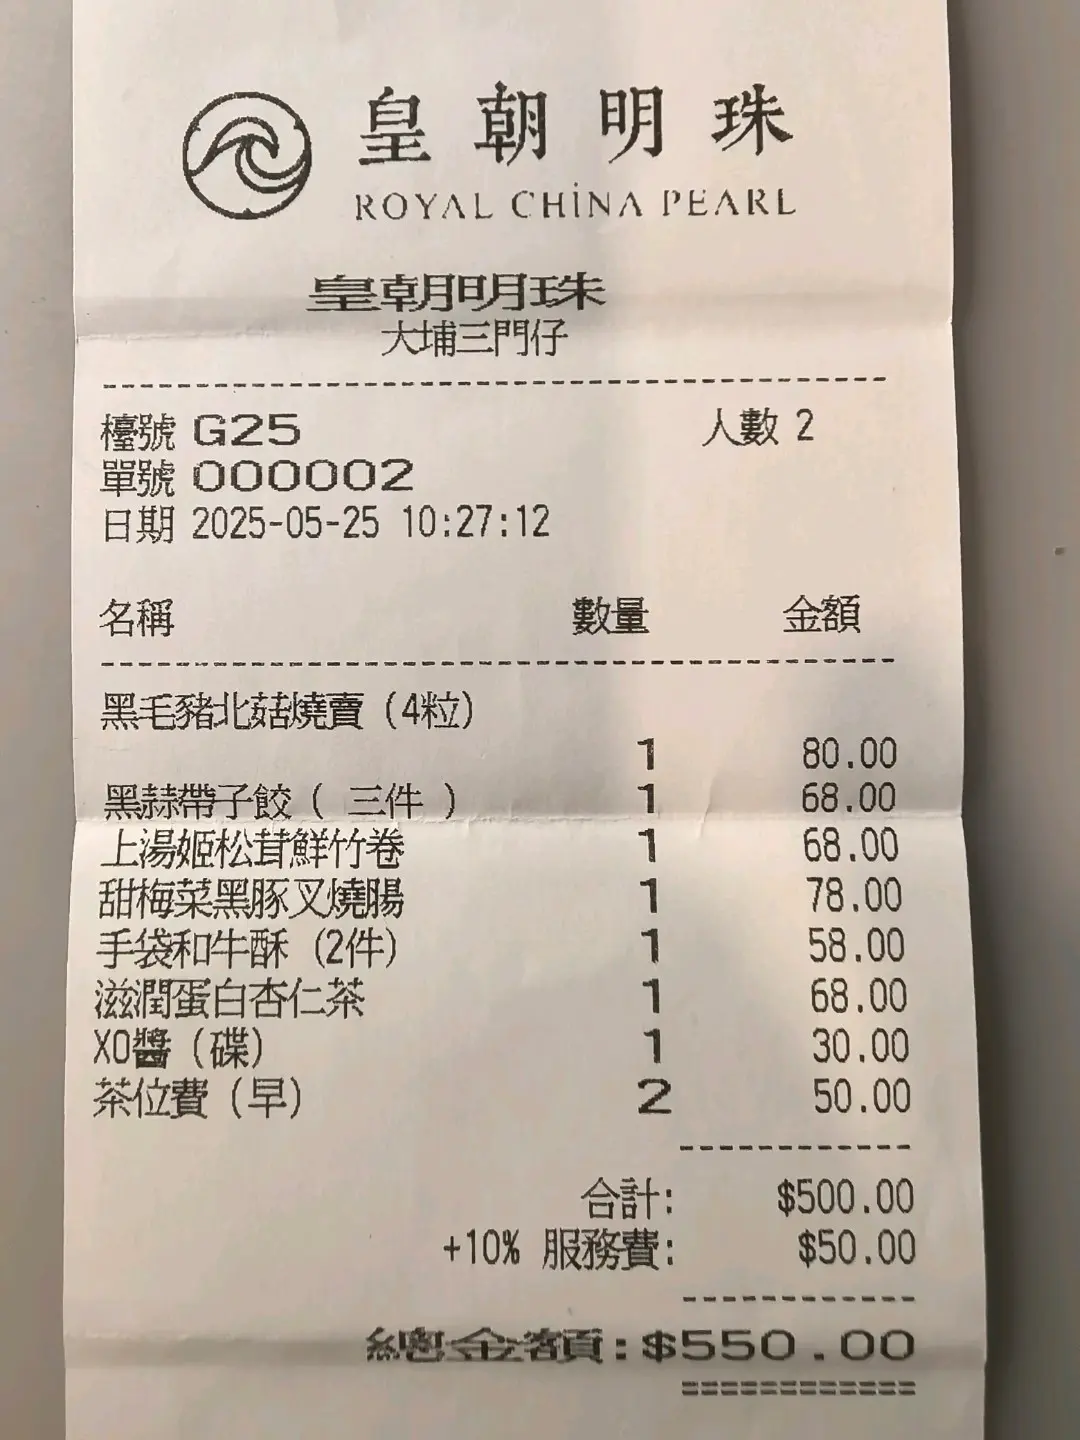 皇朝明珠
ROYAL CHINA PEARL
皇朝明珠
大埔三門仔
檯號 G25 人數 2
單號 000002
日期 2025-05-25 10:27:12
名稱 數量 金額
黑毛豬北菇燒賣 (4粒)
1 80.00
黑蒜帶子餃 ( 三件 ) 1 68.00
上湯姬松茸鮮竹卷 1 68.00
甜梅菜黑豚叉燒腸 1 78.00
手袋和牛酥 (2件) 1 58.00
滋潤蛋白杏仁茶 1 68.00
XO醬 (碟) 1 30.00
茶位費 (早) 2 50.00
合計: $500.00
+10% 服務費: $50.00
總金額:$550.00